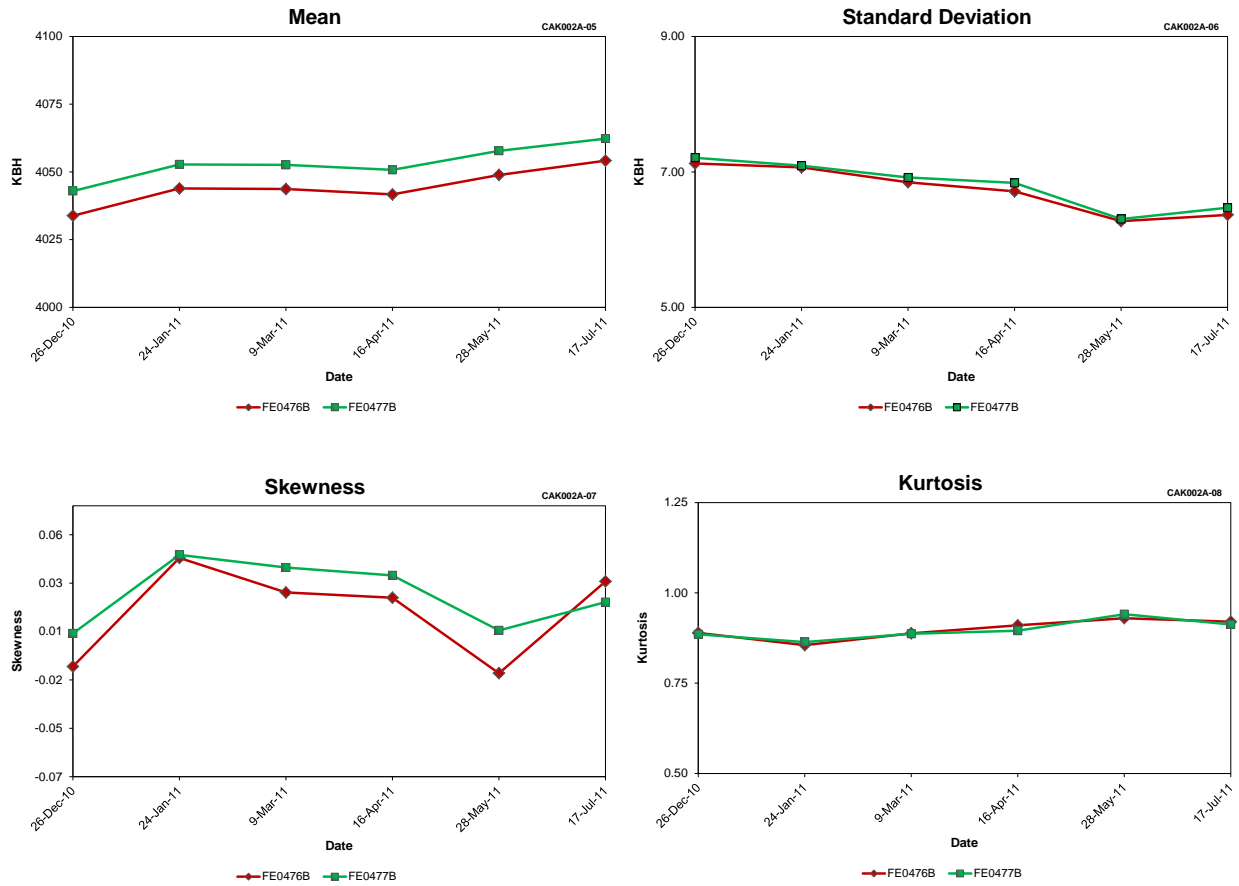 Mean
CAK002A-05
4100
4075
4050
4025
4000
KBH
26-Dec-10
24-Jan-11
9-Mar-11
16-Apr-11
28-May-11
17-Jul-11
Date
FE0476B FE0477B
Standard Deviation
CAK002A-06
9.00
7.00
5.00
KBH
26-Dec-10
24-Jan-11
9-Mar-11
16-Apr-11
28-May-11
17-Jul-11
Date
FE0476B FE0477B
Skewness
CAK002A-07
0.06
0.03
0.01
-0.02
-0.05
-0.07
Skewness
26-Dec-10
24-Jan-11
9-Mar-11
16-Apr-11
28-May-11
17-Jul-11
Date
FE0476B FE0477B
Kurtosis
CAK002A-08
1.25
1.00
0.75
0.50
Kurtosis
26-Dec-10
24-Jan-11
9-Mar-11
16-Apr-11
28-May-11
17-Jul-11
Date
FE0476B FE0477B